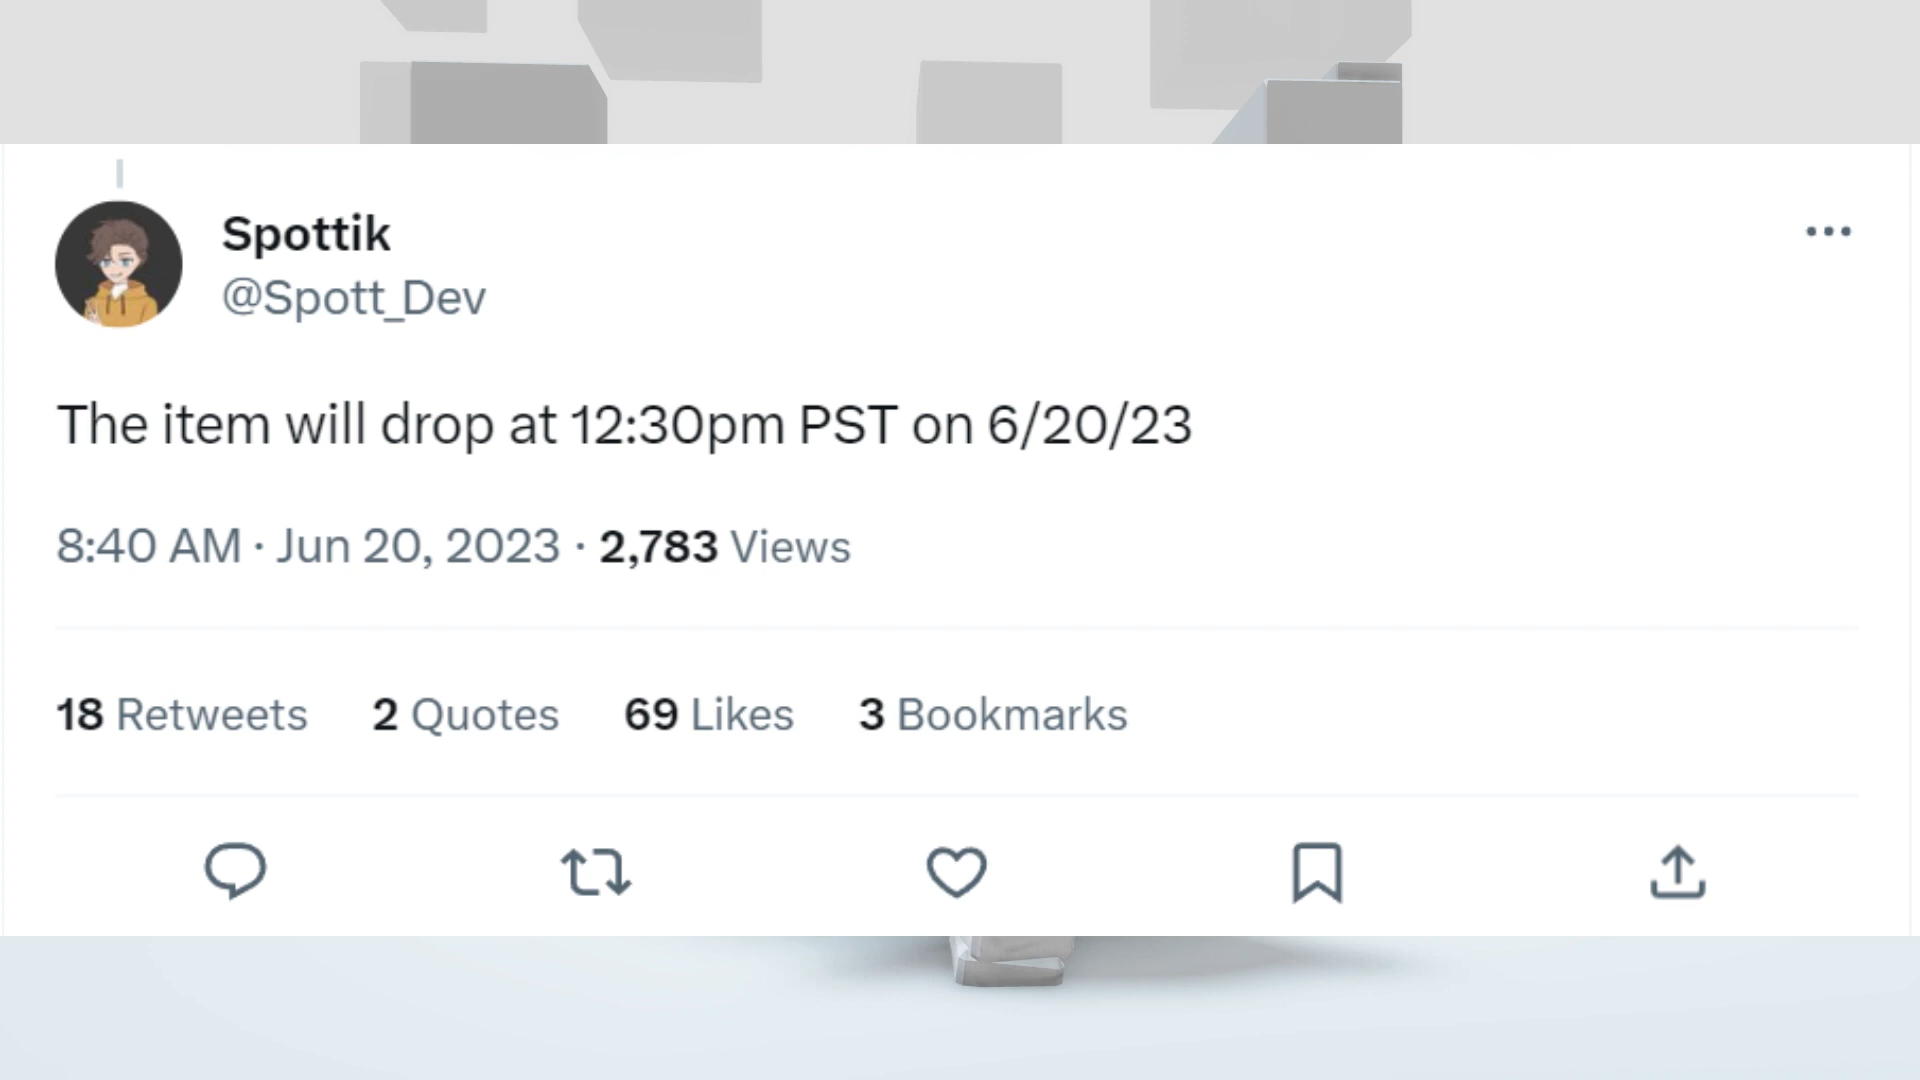 Spottik
@Spott_Dev
The item will drop at 12:30pm PST on 6/20/23
8:40 AM · Jun 20, 2023 · 2,783 Views
18 Retweets 2 Quotes 69 Likes 3 Bookmarks